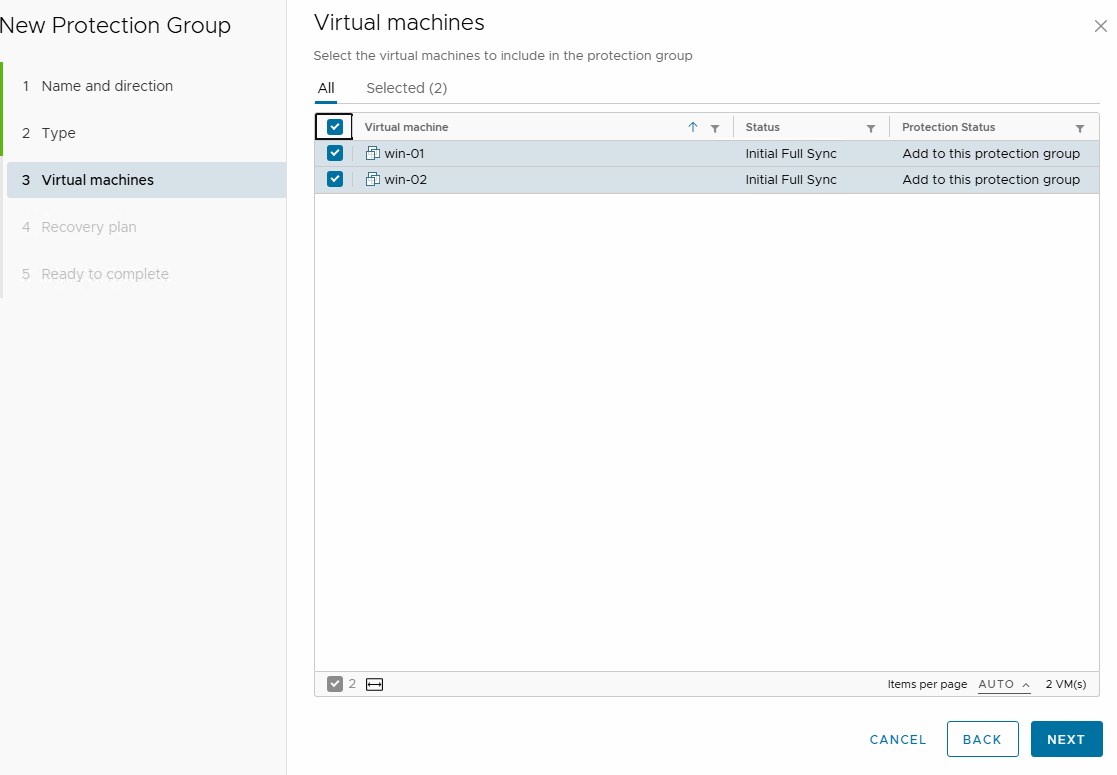 New Protection Group
1 Name and direction
2 Type
3 Virtual machines
4 Recovery plan
5 Ready to complete
Virtual machines
Select the virtual machines to include in the protection group
All Selected (2)
Virtual machine Status Protection Status
win-01 Initial Full Sync Add to this protection group
win-02 Initial Full Sync Add to this protection group
2 Items per page AUTO 2 VM(s)
CANCEL BACK NEXT